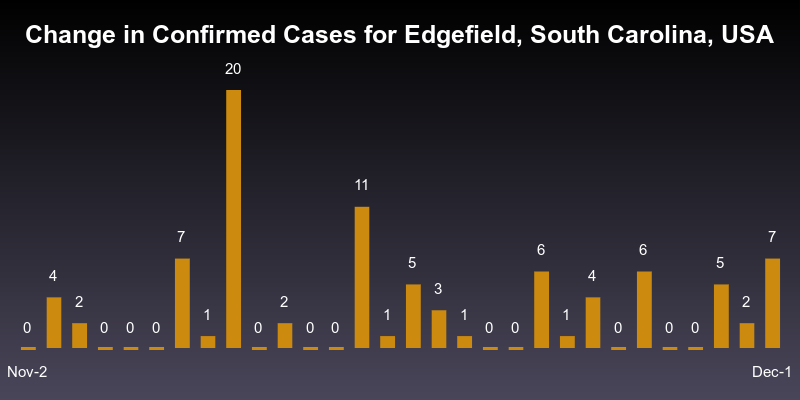 Change in Confirmed Cases for Edgefield, South Carolina, USA
0 4 2 0 0 0 7 1 20 0 2 0 0 11 1 5 3 1 0 0 6 1 4 0 6 0 0 5 2 7
Nov-2 Dec-1